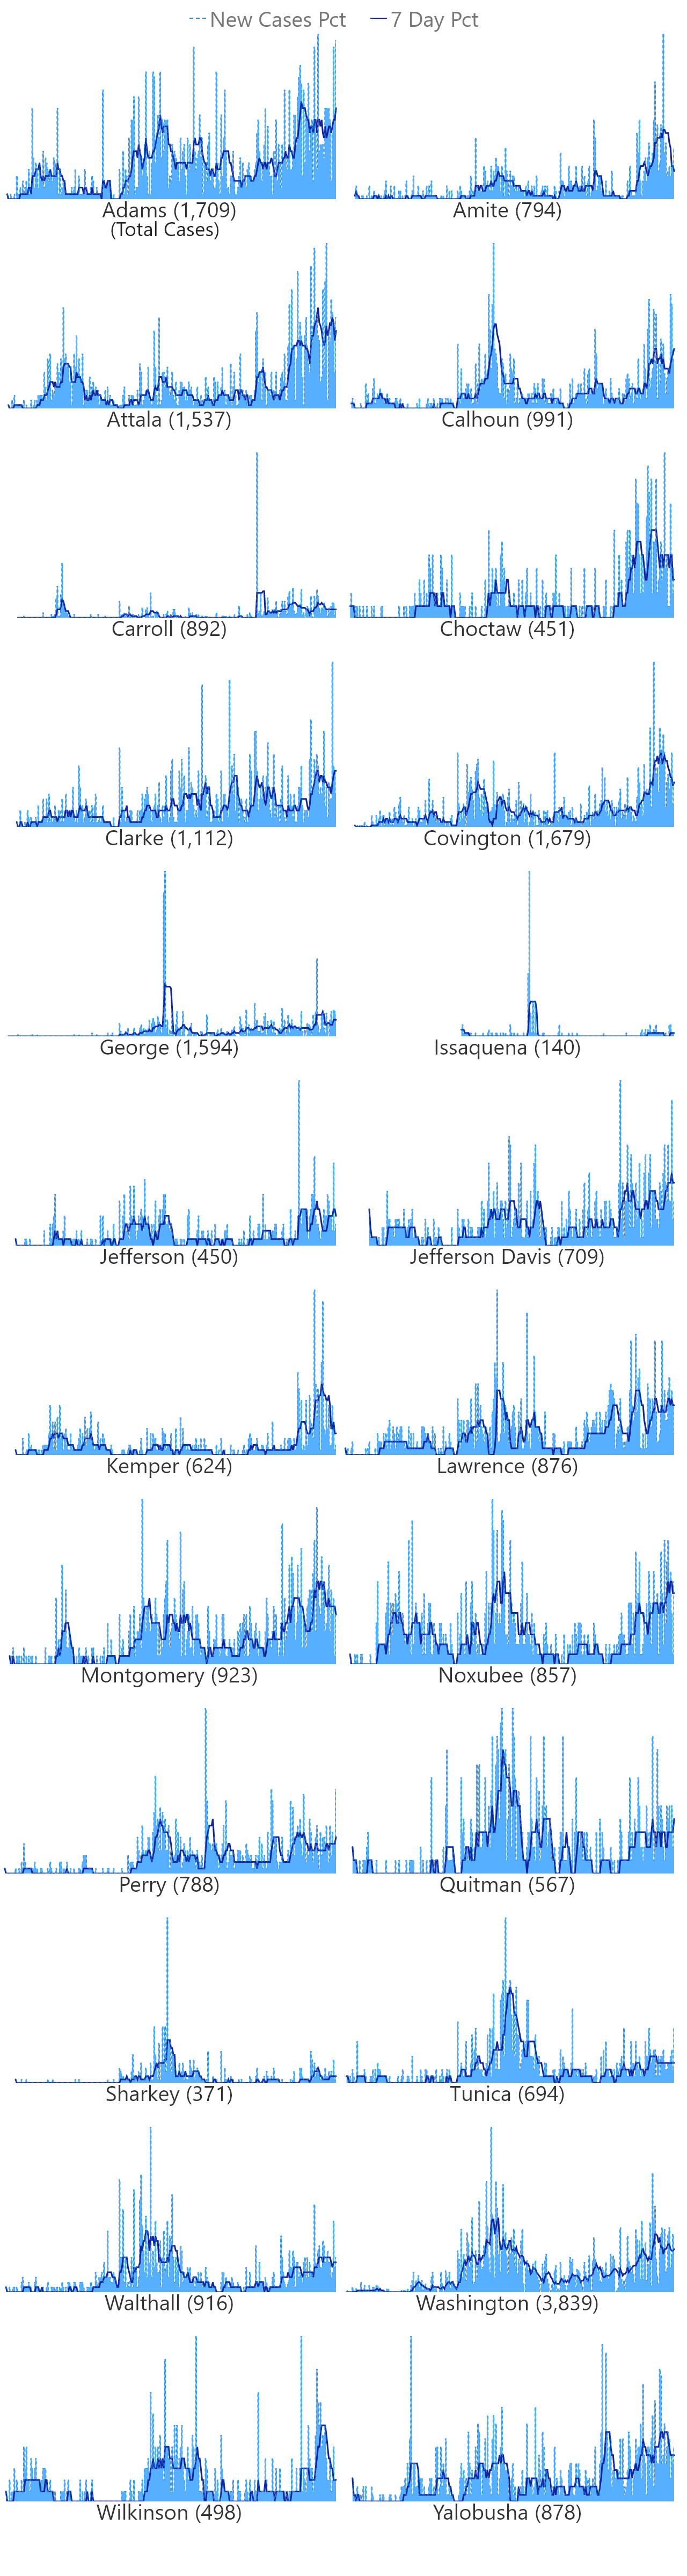 New Cases Pct 7 Day Pct
Adams (1,709) Amite (794)
(Total Cases)
Attala (1,537) Calhoun (991)
Carroll (892) Choctaw (451)
Clarke (1,112) Covington (1,679)
George (1,594) Issaquena (140)
Jefferson (450) Jefferson Davis (709)
Kemper (624) Lawrence (876)
Montgomery (923) Noxubee (857)
Perry (788) Quitman (567)
Sharkey (371) Tunica (694)
Walthall (916) Washington (3,839)
Wilkinson (498) Yalobusha (878)